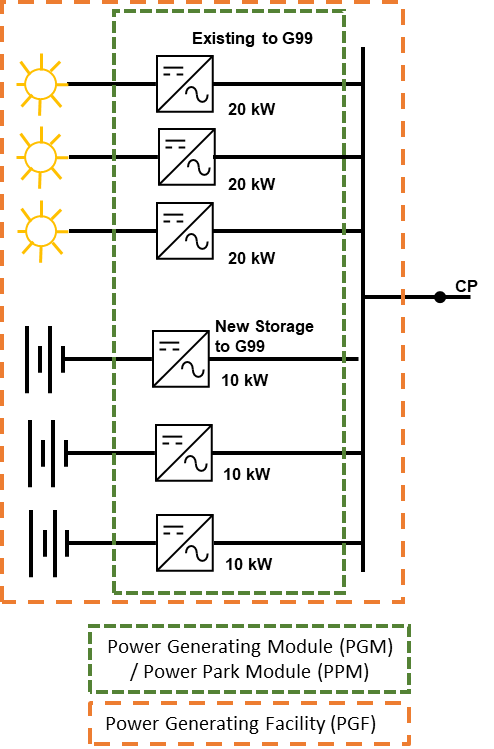 Existing to G99
20 kW
20 kW
20 kW
CP
New Storage
to G99
10 kW
10 kW
10 kW
Power Generating Module (PGM)
/ Power Park Module (PPM)
Power Generating Facility (PGF)